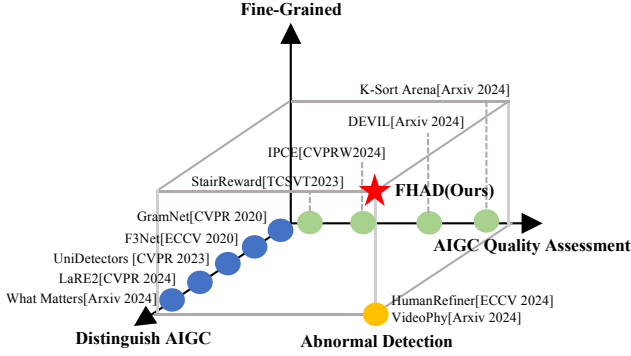 Fine-Grained
K-Sort Arena[Arxiv 2024]
DEVIL[Arxiv 2024]
IPCE[CVPRW2024]
StairReward[TCSVT2023]
FHAD(Ours)
GramNet[CVPR 2020]
F3Net[ECCV 2020]
AIGC Quality Assessment
UniDetectors [CVPR 2023]
LaRE2[CVPR 2024]
What Matters[Arxiv 2024]
HumanRefiner[ECCV 2024]
VideoPhy[Arxiv 2024]
Distinguish AIGC
Abnormal Detection